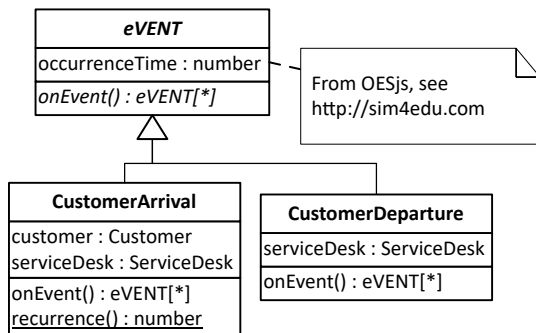 eVENT
occurrenceTime : number
onEvent() : eVENT[*]
From OESjs, see
http://sim4edu.com
CustomerArrival
customer : Customer
serviceDesk : ServiceDesk
onEvent() : eVENT[*]
recurrence() : number
CustomerDeparture
serviceDesk : ServiceDesk
onEvent() : eVENT[*]